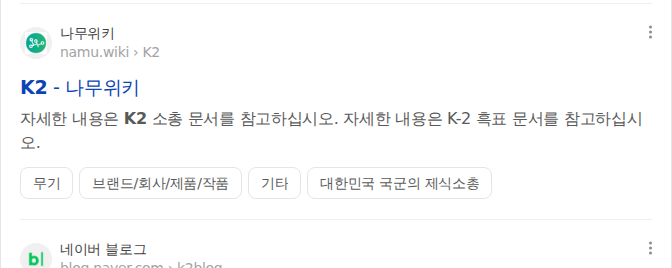 나무위키
namu.wiki › K2
K2 - 나무위키
자세한 내용은 K2 소총 문서를 참고하십시오. 자세한 내용은 K-2 흑표 문서를 참고하십시
오.
무기 브랜드/회사/제품/작품 기타 대한민국 국군의 제식소총
네이버 블로그
blog.naver.com › k2blog